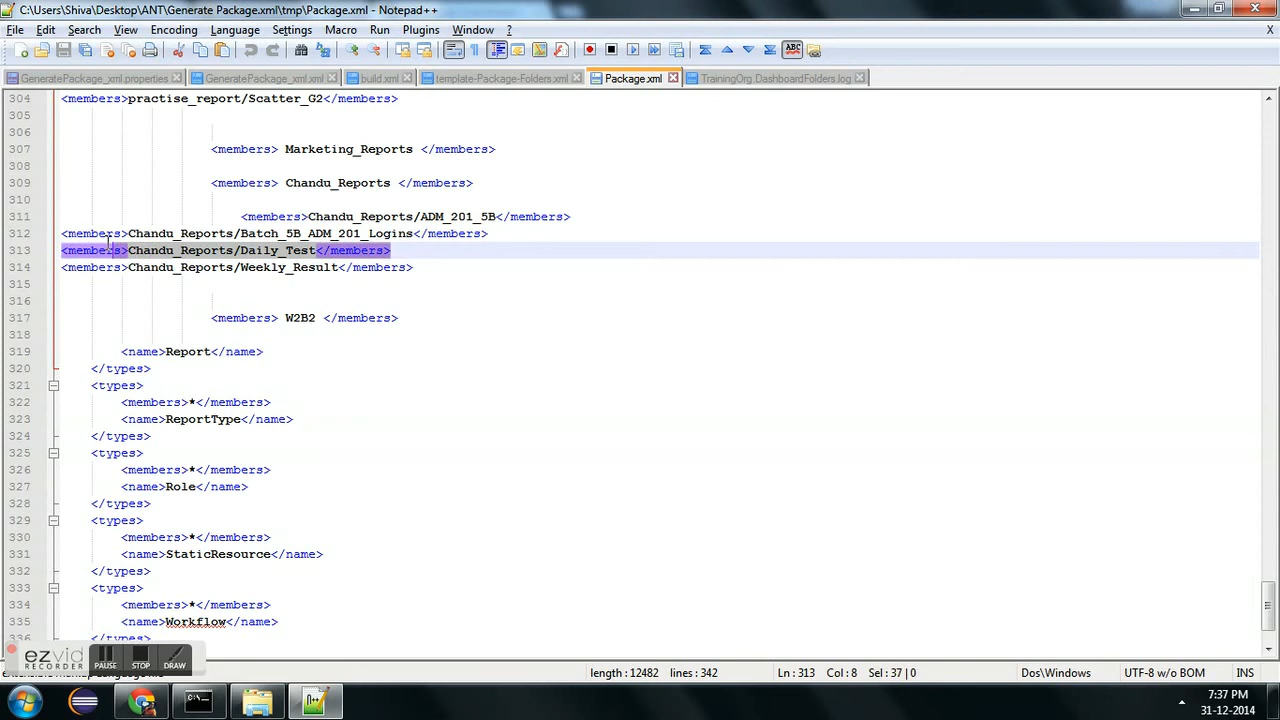 C:\Users\Shiva\Desktop\ANT\Generate Package.xml\tmp\Package.xml - Notepad++
File Edit Search View Encoding Language Settings Macro Run Plugins Window ? X
GeneratePackage_xml.properties GeneratePackage_xml.xml build.xml template-Package-Folders.xml Package.xml TrainingOrg.DashboardFolders.log
304 <members>practise_report/Scatter_G2</members>
305
306
307 <members> Marketing_Reports </members>
308
309 <members> Chandu_Reports </members>
310
311 <members>Chandu_Reports/ADM_201_5B</members>
312 <members>Chandu_Reports/Batch_5B_ADM_201_Logins</members>
313 <members>Chandu_Reports/Daily_Test</members>
314 <members>Chandu_Reports/Weekly_Result</members>
315
316
317 <members> W2B2 </members>
318
319 <name>Report</name>
320 </types>
321 <types>
322 <members>*</members>
323 <name>ReportType</name>
324 </types>
325 <types>
326 <members>*</members>
327 <name>Role</name>
328 </types>
329 <types>
330 <members>*</members>
331 <name>StaticResource</name>
332 </types>
333 <types>
334 <members>*</members>
335 <name>Workflow</name>
336 </types>
ezvid
RECORDER
PAUSE STOP DRAW
length : 12482 lines : 342 Ln : 313 Col : 8 Sel : 37 | 0 Dos\Windows UTF-8 w/o BOM INS
7:37 PM
31-12-2014